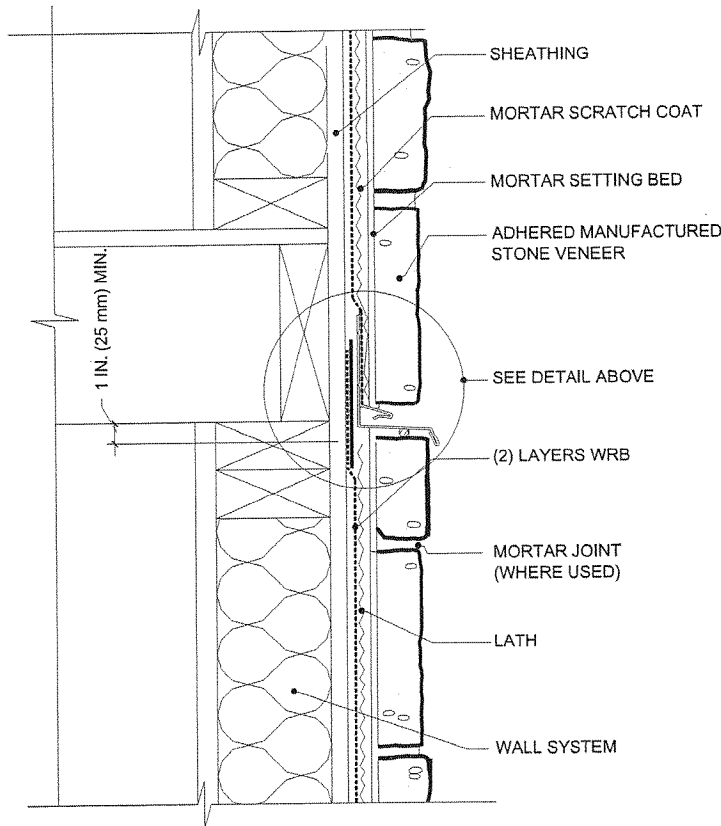 SHEATHING
MORTAR SCRATCH COAT
MORTAR SETTING BED
ADHERED MANUFACTURED
STONE VENEER
1 IN. (25 mm) MIN.
SEE DETAIL ABOVE
(2) LAYERS WRB
MORTAR JOINT
(WHERE USED)
LATH
WALL SYSTEM